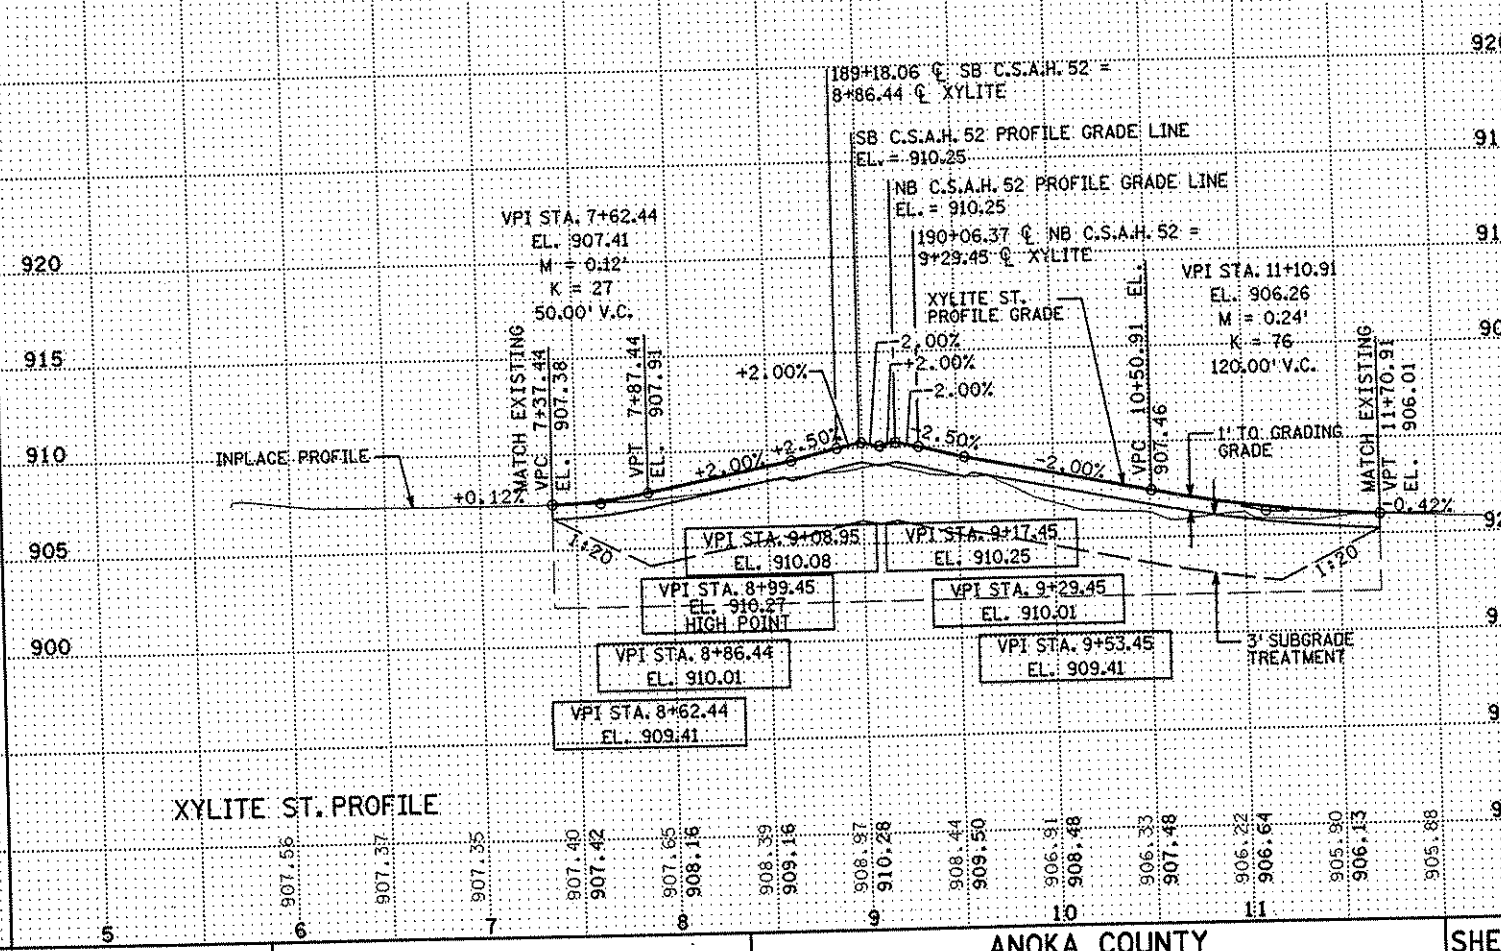 920
189+18.06 ℄ SB C.S.A.H. 52 =
8+86.44 ℄ XYLITE
SB C.S.A.H. 52 PROFILE GRADE LINE
EL. = 910.25
91
NB C.S.A.H. 52 PROFILE GRADE LINE
EL. = 910.25
190+06.37 ℄ NB C.S.A.H. 52 =
9+29.45 ℄ XYLITE
91
VPI STA. 7+62.44
EL. 907.41
M = 0.12'
K = 27
50.00' V.C.
VPI STA. 11+10.91
EL. 906.26
M = 0.24'
K = 76
120.00' V.C.
90
XYLITE ST.
PROFILE GRADE
920
915
910
905
900
MATCH EXISTING
VPC 7+37.44
EL. 907.38
VPT 7+87.44
EL. 907.91
-2.00%
+2.00%
+2.00%
-2.00%
VPC 10+50.91 EL.
907.46
MATCH EXISTING
VPT 11+70.91
EL. 906.01
INPLACE PROFILE
+0.12%
+2.00%
+2.50%
-2.50%
-2.00%
1' TO GRADING
GRADE
-0.42%
1:20
1:20
VPI STA. 9+08.95
EL. 910.08
VPI STA. 9+17.45
EL. 910.25
VPI STA. 8+99.45
EL. 910.27
HIGH POINT
VPI STA. 9+29.45
EL. 910.01
VPI STA. 8+86.44
EL. 910.01
VPI STA. 9+53.45
EL. 909.41
3' SUBGRADE
TREATMENT
VPI STA. 8+62.44
EL. 909.41
XYLITE ST. PROFILE
907.56
907.37
907.35
907.40
907.42
907.65
908.16
908.39
909.16
908.97
910.28
908.44
909.50
906.91
908.48
906.33
907.48
906.22
906.64
905.90
906.13
905.88
5
6
7
8
9
10
11
ANOKA COUNTY
SHE